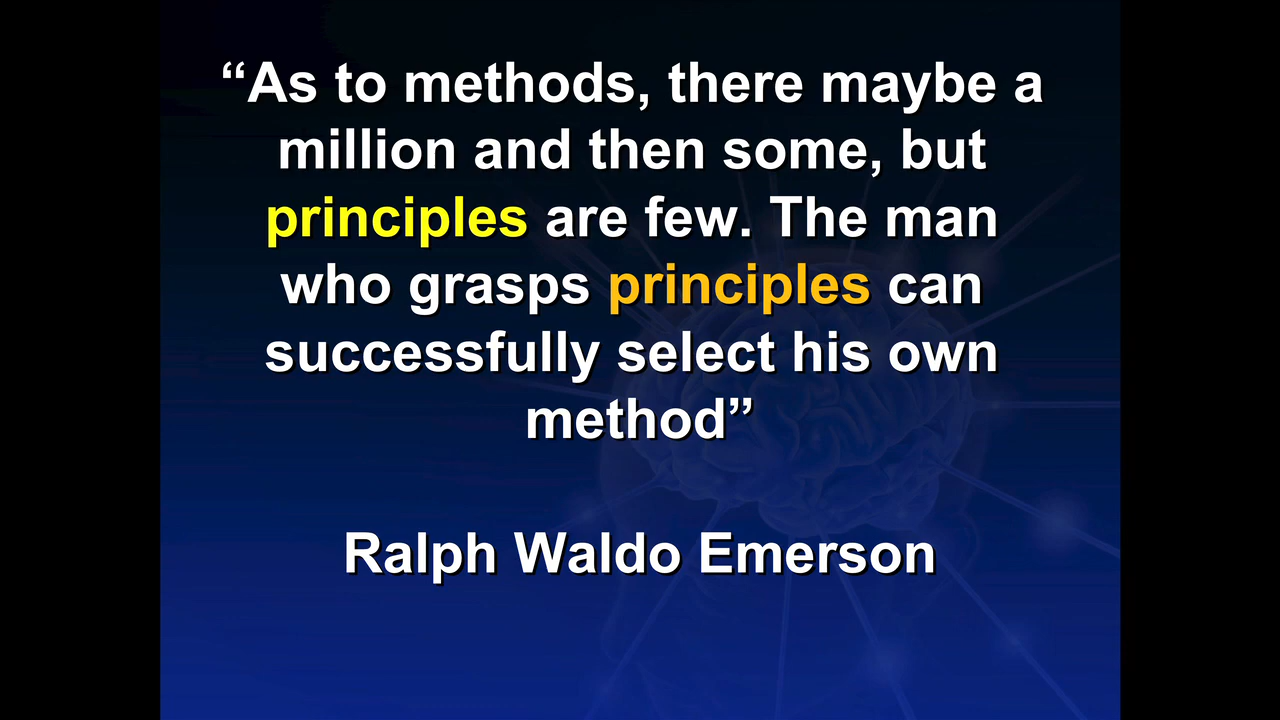 “As to methods, there maybe a
million and then some, but
principles are few. The man
who grasps principles can
successfully select his own
method”
Ralph Waldo Emerson